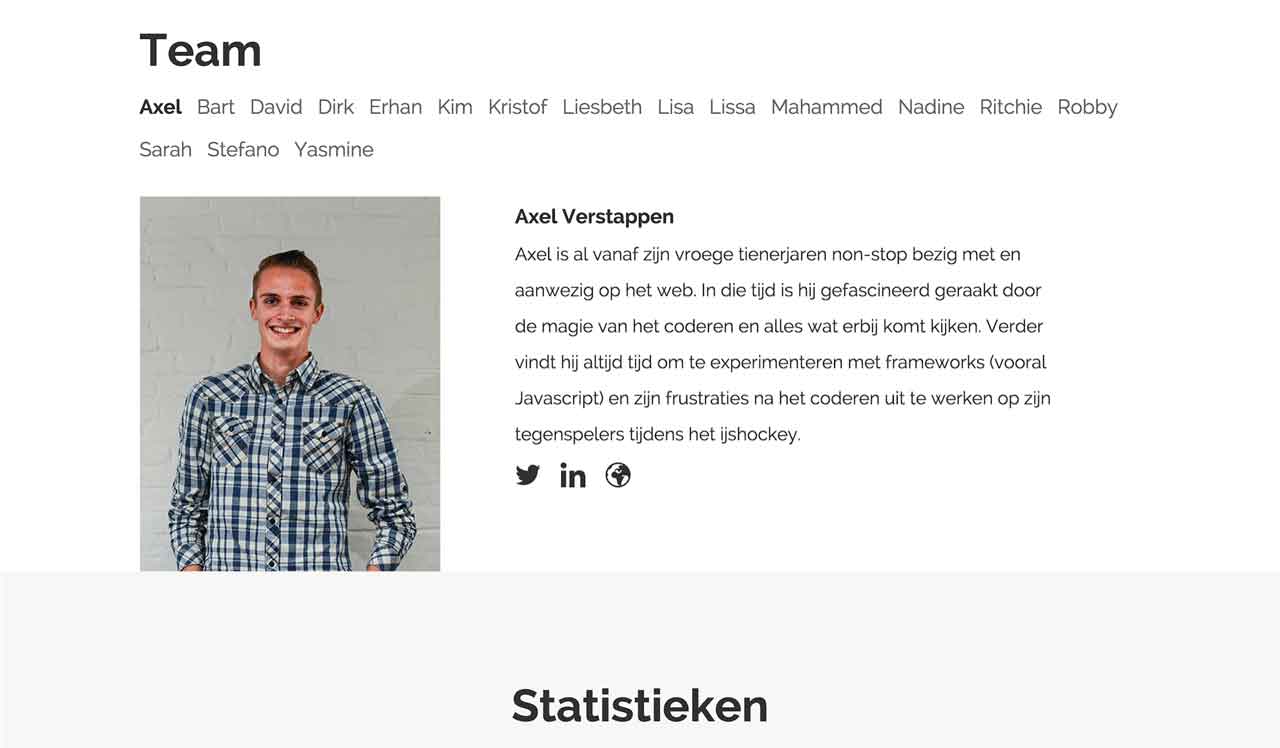 Team
Axel Bart David Dirk Erhan Kim Kristof Liesbeth Lisa Lissa Mahammed Nadine Ritchie Robby
Sarah Stefano Yasmine
Axel Verstappen
Axel is al vanaf zijn vroege tienerjaren non-stop bezig met en
aanwezig op het web. In die tijd is hij gefascineerd geraakt door
de magie van het coderen en alles wat erbij komt kijken. Verder
vindt hij altijd tijd om te experimenteren met frameworks (vooral
Javascript) en zijn frustraties na het coderen uit te werken op zijn
tegenspelers tijdens het ijshockey.
in
Statistieken